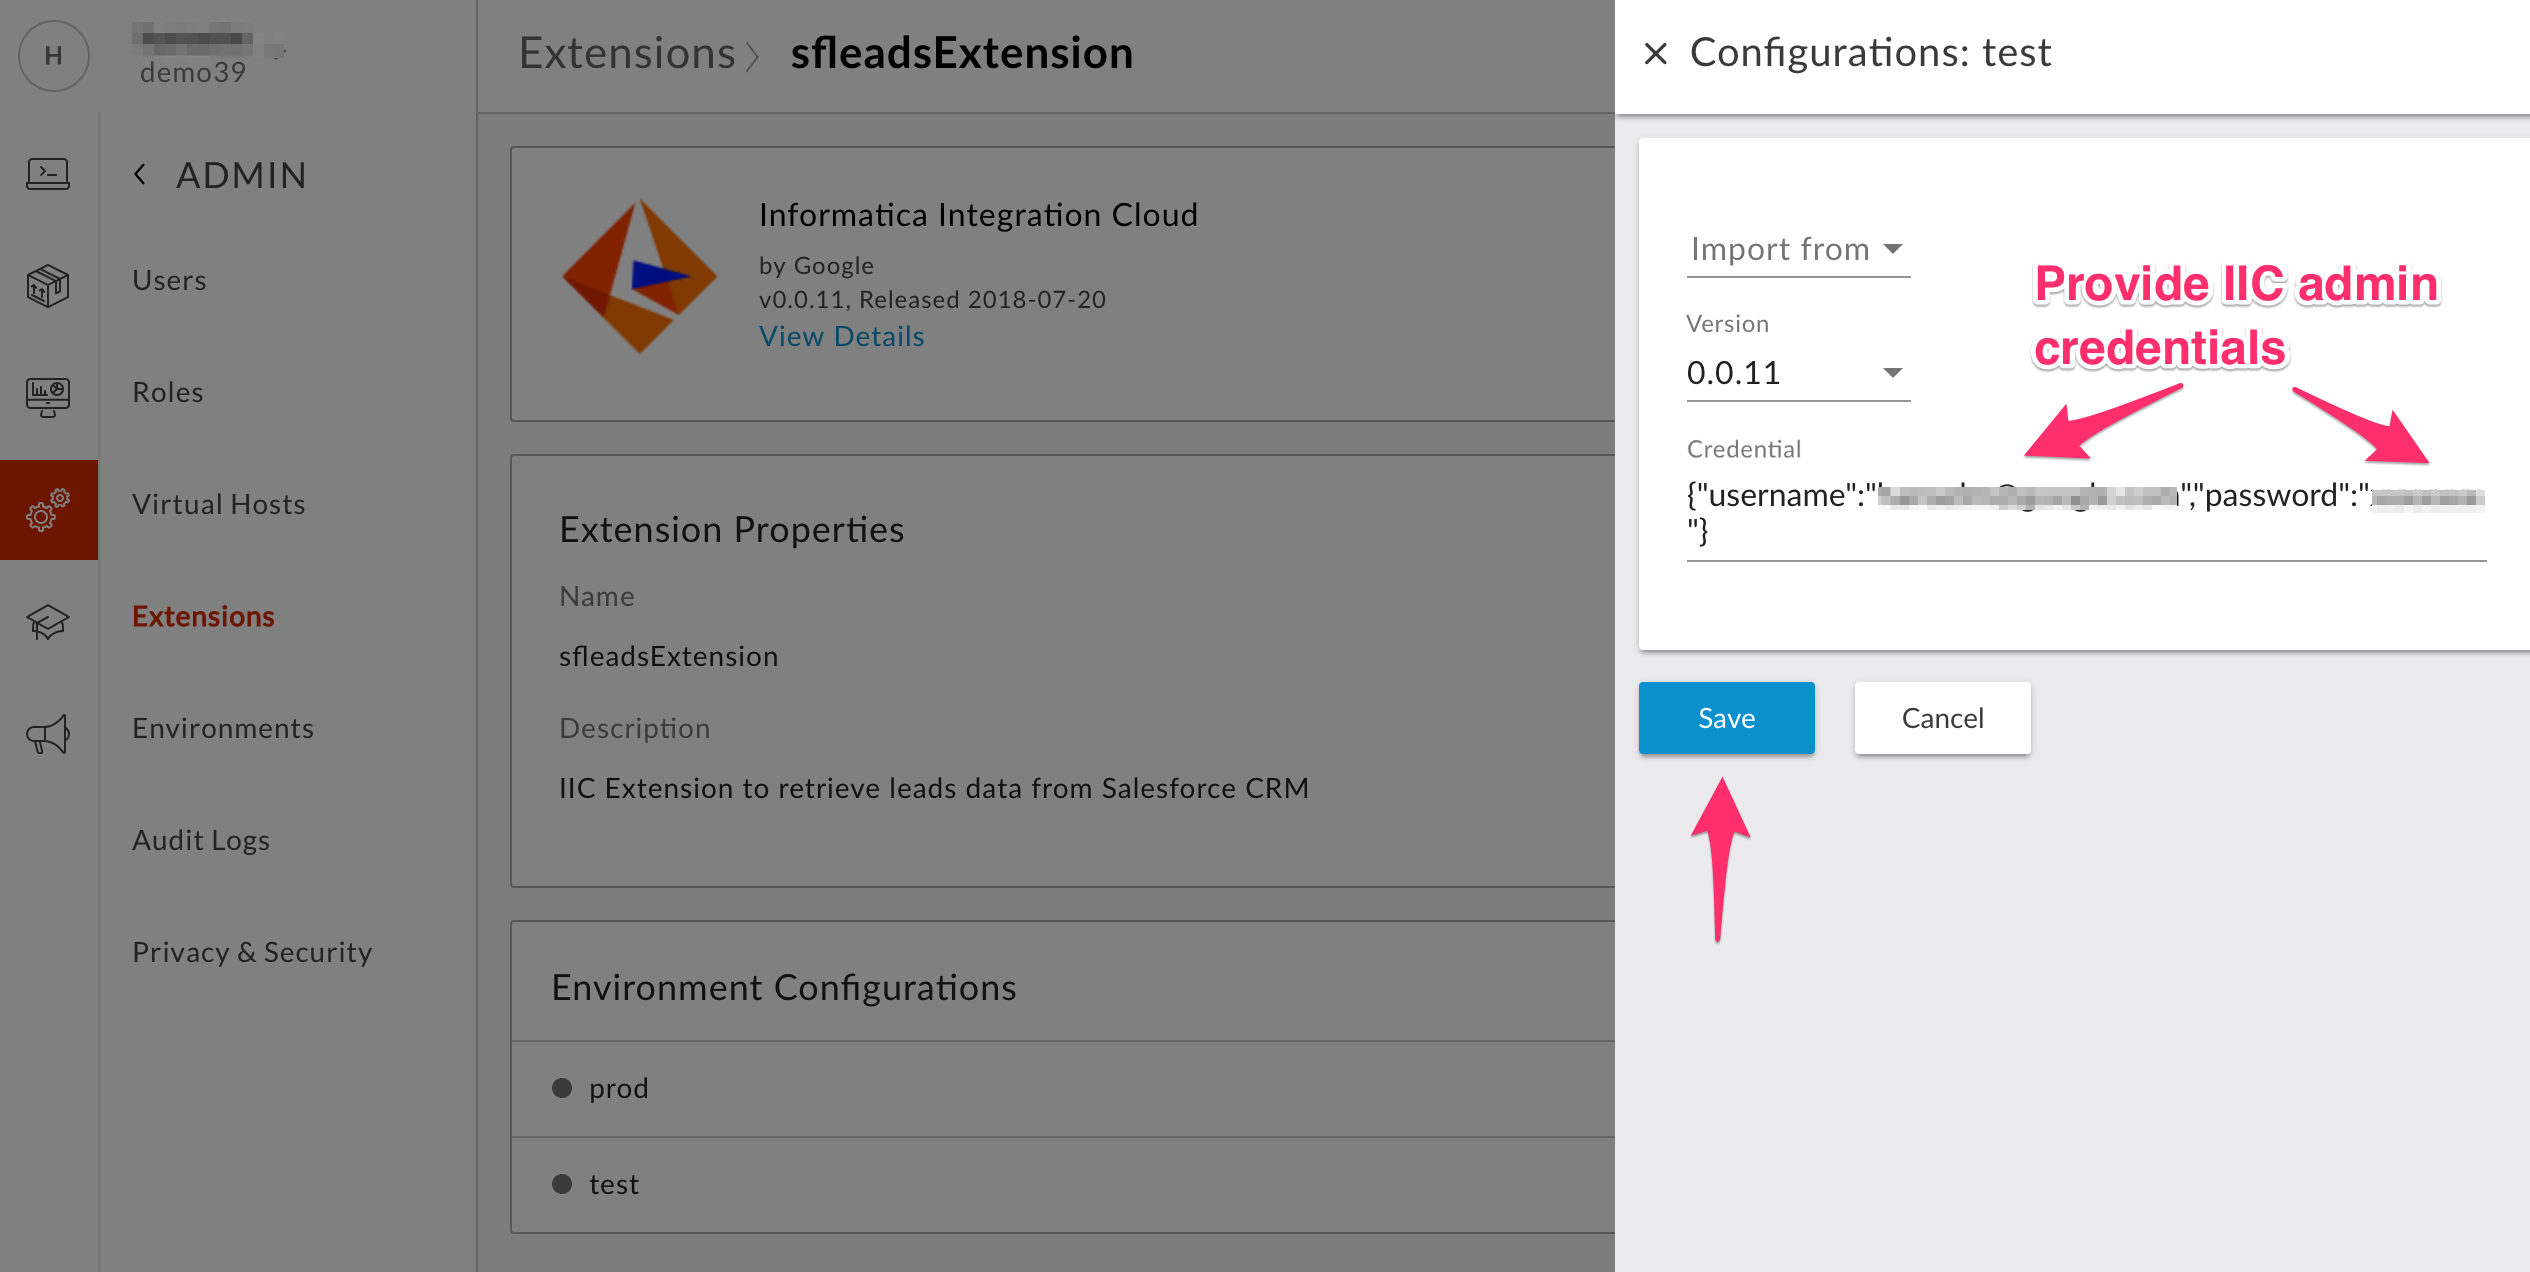 H
demo39
ADMIN
Users
Roles
Virtual Hosts
Extensions
Environments
Audit Logs
Privacy & Security
Extensions sfleadsExtension
Informatica Integration Cloud
by Google
v0.0.11, Released 2018-07-20
View Details
Extension Properties
Name
sfleadsExtension
Description
IIC Extension to retrieve leads data from Salesforce CRM
Environment Configurations
prod
test
Configurations: test
Import from
Provide IIC admin
credentials
Version
0.0.11
Credential
{"username":" ","password":"
"}
Save Cancel